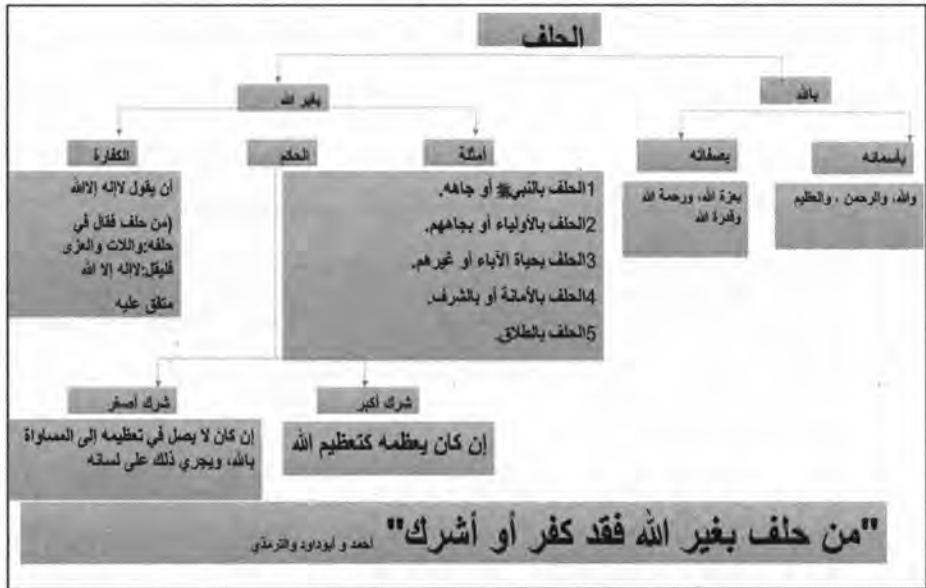 الحلف
بالله
بغير الله
بأسمائه
بصفاته
أمثلة
الحكم
الكفارة
والله، والرحمن ، والعظيم
بعزة الله، ورحمة الله
وقدرة الله
1الحلف بالنبيﷺ أو جاهه.
2الحلف بالأولياء أو بجاههم.
3الحلف بحياة الآباء أو غيرهم.
4الحلف بالأمانة أو بالشرف.
5الحلف بالطلاق.
أن يقول لاإله إلاالله
(من حلف فقال في
حلفه:واللات والعزى
فليقل:لاإله إلا الله
متفق عليه
شرك أكبر
شرك أصغر
إن كان يعظمه كتعظيم الله
إن كان لا يصل في تعظيمه إلى المساواة
بالله، ويجري ذلك على لسانه
"من حلف بغير الله فقد كفر أو أشرك" أحمد و أبوداود والترمذي